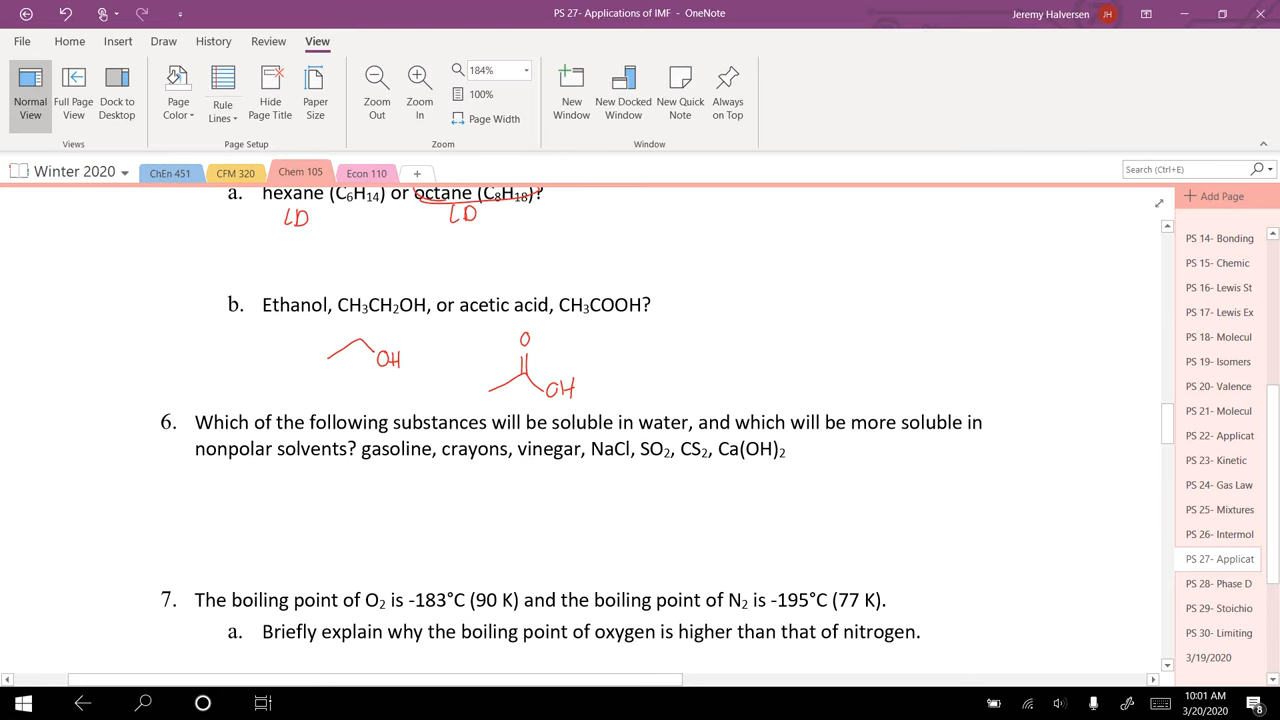 PS 27- Applications of IMF - OneNote
Jeremy Halversen JH
File Home Insert Draw History Review View
184%
100%
Page Width
Normal View
Full Page View
Dock to Desktop
Page Color
Rule Lines
Hide Page Title
Paper Size
Zoom Out
Zoom In
New Window
New Docked Window
New Quick Note
Always on Top
Views Page Setup Zoom Window
Winter 2020 ChEn 451 CFM 320 Chem 105 Econ 110 +
Search (Ctrl+E)
Add Page
a. hexane (C₆H₁₄) or octane (C₈H₁₈)?
LD LD
b. Ethanol, CH₃CH₂OH, or acetic acid, CH₃COOH?
O
OH
OH
6. Which of the following substances will be soluble in water, and which will be more soluble in
nonpolar solvents? gasoline, crayons, vinegar, NaCl, SO₂, CS₂, Ca(OH)₂
7. The boiling point of O₂ is -183°C (90 K) and the boiling point of N₂ is -195°C (77 K).
a. Briefly explain why the boiling point of oxygen is higher than that of nitrogen.
PS 14- Bonding
PS 15- Chemic
PS 16- Lewis St
PS 17- Lewis Ex
PS 18- Molecul
PS 19- Isomers
PS 20- Valence
PS 21- Molecul
PS 22- Applicat
PS 23- Kinetic
PS 24- Gas Law
PS 25- Mixtures
PS 26- Intermol
PS 27- Applicat
PS 28- Phase D
PS 29- Stoichio
PS 30- Limiting
3/19/2020
10:01 AM
3/20/2020
8